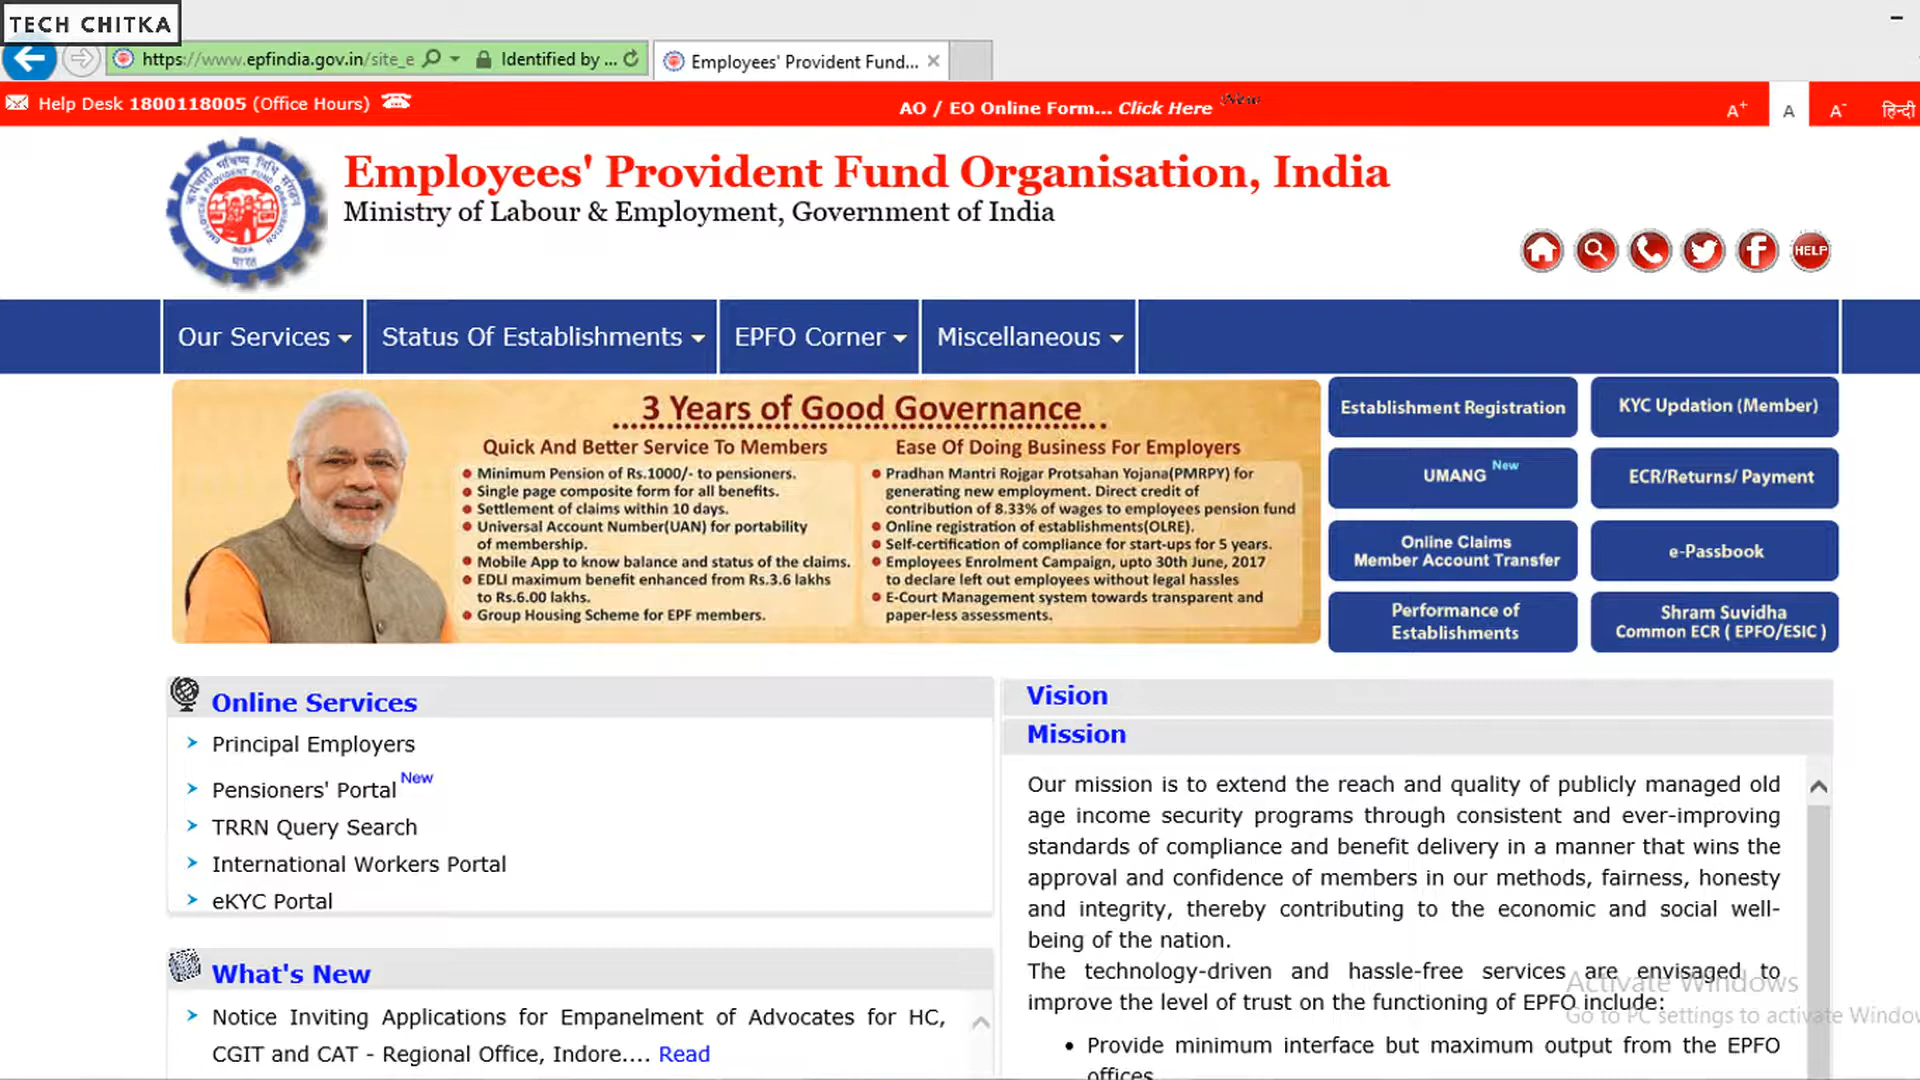 TECH CHITKA
https://www.epfindia.gov.in/site_e
Identified by ...
Employees' Provident Fund...
Help Desk 1800118005 (Office Hours)
AO / EO Online Form... Click Here New
A+
A
A-
हिन्दी
Employees' Provident Fund Organisation, India
Ministry of Labour & Employment, Government of India
EMPLOYEES PROVIDENT FUND ORGANISATION
INDIA
भारत
HELP
Our Services
Status Of Establishments
EPFO Corner
Miscellaneous
3 Years of Good Governance
Quick And Better Service To Members
Minimum Pension of Rs.1000/- to pensioners.
Single page composite form for all benefits.
Settlement of claims within 10 days.
Universal Account Number(UAN) for portability
of membership.
Mobile App to know balance and status of the claims.
EDLI maximum benefit enhanced from Rs.3.6 lakhs
to Rs.6.00 lakhs.
Group Housing Scheme for EPF members.
Ease Of Doing Business For Employers
Pradhan Mantri Rojgar Protsahan Yojana(PMRPY) for
generating new employment. Direct credit of
contribution of 8.33% of wages to employees pension fund
Online registration of establishments(OLRE).
Self-certification of compliance for start-ups for 5 years.
Employees Enrolment Campaign, upto 30th June, 2017
to declare left out employees without legal hassles
E-Court Management system towards transparent and
paper-less assessments.
Establishment Registration
KYC Updation (Member)
UMANG New
ECR/Returns/ Payment
Online Claims
Member Account Transfer
e-Passbook
Performance of
Establishments
Shram Suvidha
Common ECR ( EPFO/ESIC )
Online Services
Principal Employers
Pensioners' Portal New
TRRN Query Search
International Workers Portal
eKYC Portal
What's New
Notice Inviting Applications for Empanelment of Advocates for HC,
CGIT and CAT - Regional Office, Indore.... Read
Vision
Mission
Our mission is to extend the reach and quality of publicly managed old
age income security programs through consistent and ever-improving
standards of compliance and benefit delivery in a manner that wins the
approval and confidence of members in our methods, fairness, honesty
and integrity, thereby contributing to the economic and social well-
being of the nation.
The technology-driven and hassle-free services are envisaged to
improve the level of trust on the functioning of EPFO include:
Provide minimum interface but maximum output from the EPFO
offices
Activate Windows
Go to PC settings to activate Windo